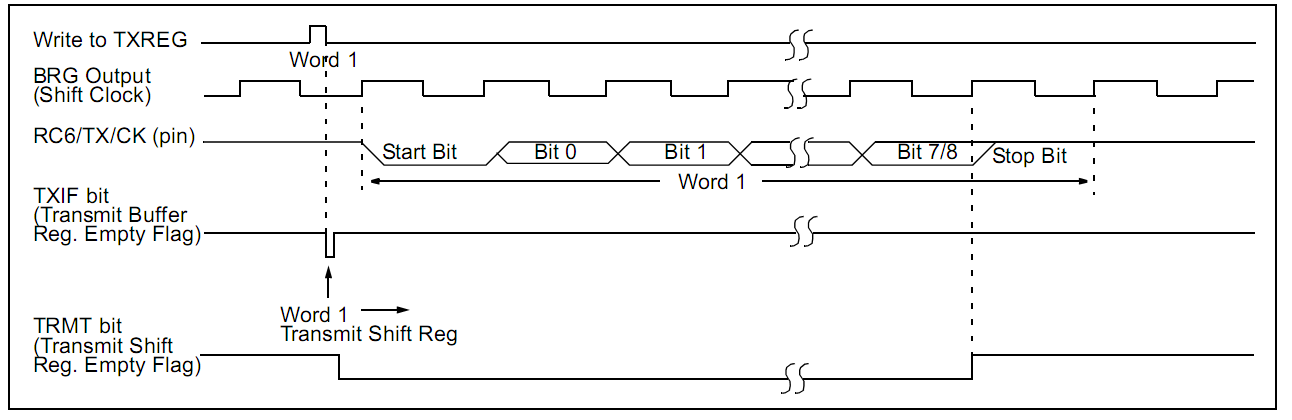 Write to TXREG
Word 1
BRG Output
(Shift Clock)
RC6/TX/CK (pin)
Start Bit
Bit 0
Bit 1
Bit 7/8
Stop Bit
Word 1
TXIF bit
(Transmit Buffer
Reg. Empty Flag)
Word 1
Transmit Shift Reg
TRMT bit
(Transmit Shift
Reg. Empty Flag)